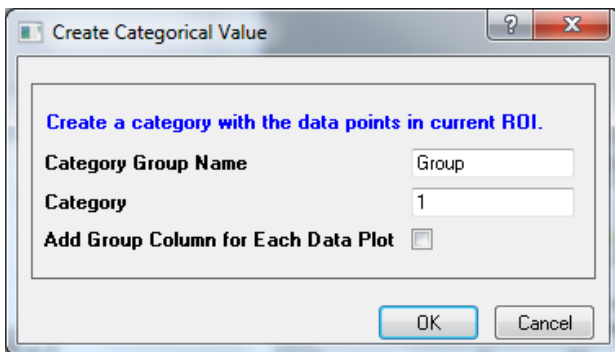 Create Categorical Value
?
X
Create a category with the data points in current ROI.
Category Group Name Group
Category 1
Add Group Column for Each Data Plot
OK Cancel